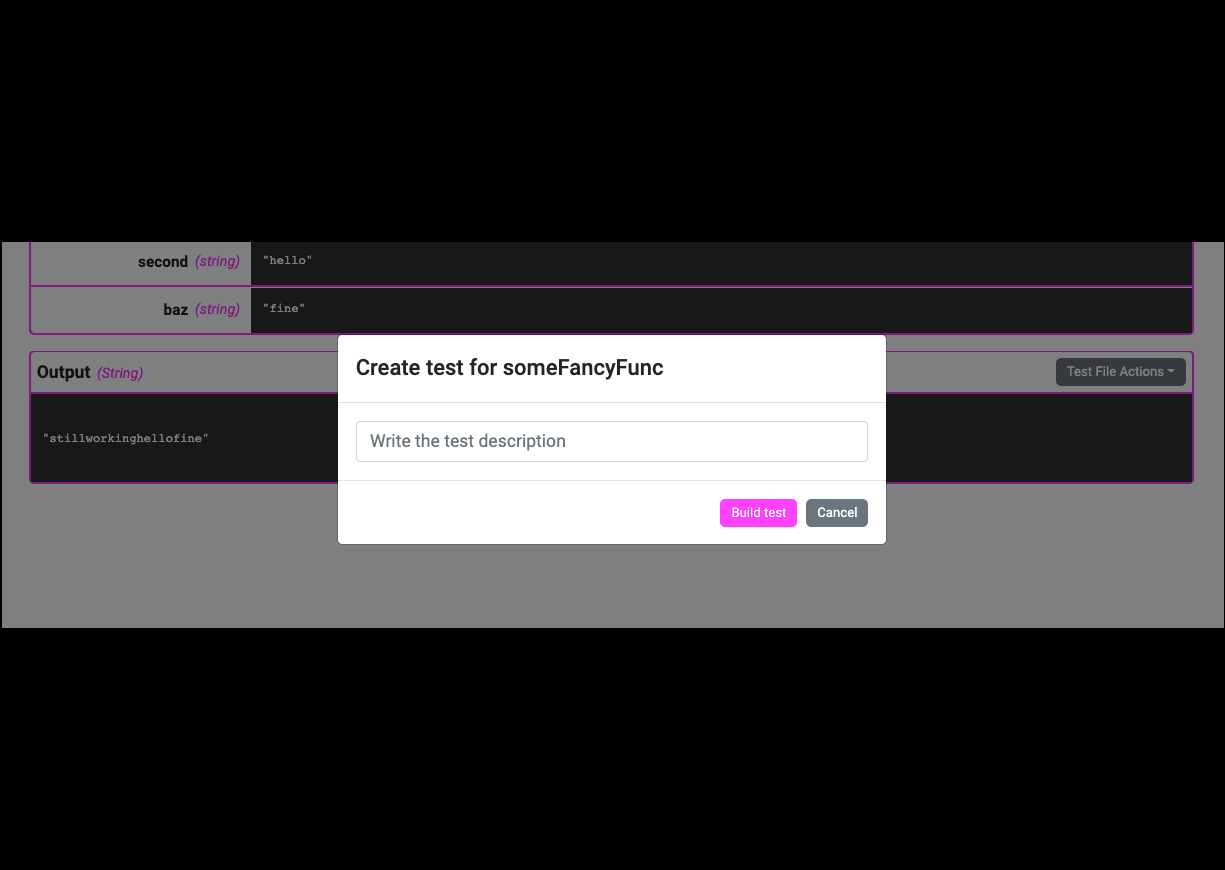 second (string) "hello"
baz (string) "fine"
Create test for someFancyFunc
Output (String) Test File Actions
Write the test description
"stillworkinghellofine"
Build test Cancel